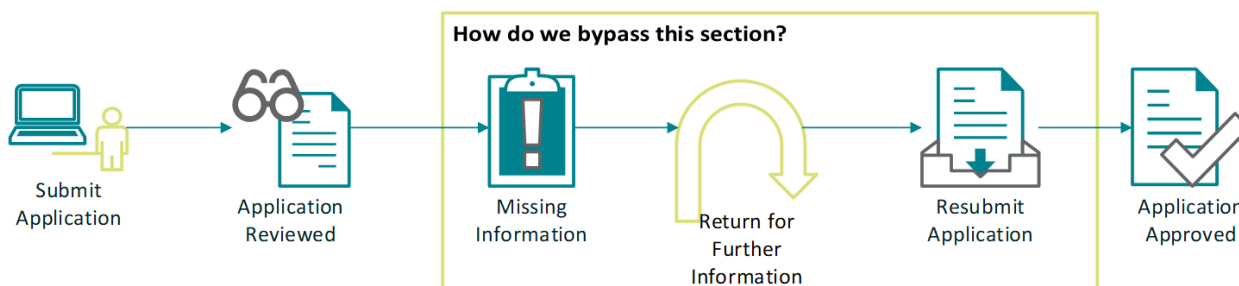 How do we bypass this section?
Submit
Application
Application
Reviewed
Missing
Information
Return for
Further
Information
Resubmit
Application
Application
Approved